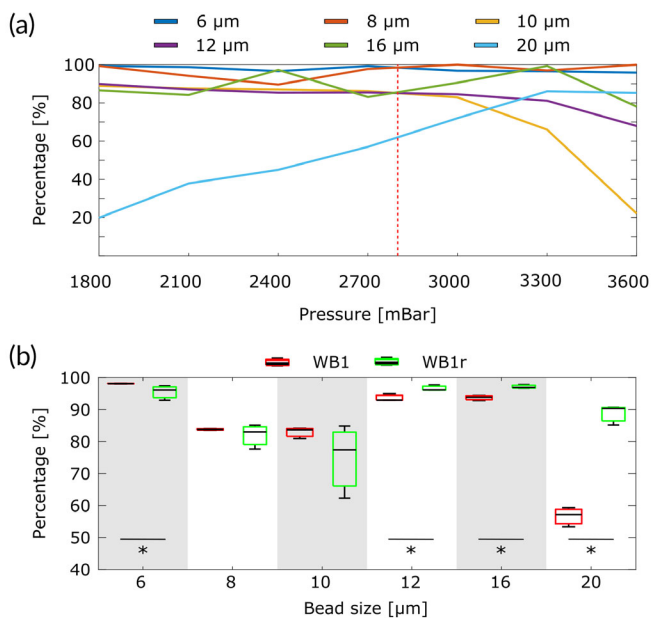 (a)
6 µm 8 µm 10 µm
12 µm 16 µm 20 µm
Percentage [%]
100
80
60
40
20
1800 2100 2400 2700 3000 3300 3600
Pressure [mBar]
(b)
WB1 WB1r
Percentage [%]
100
90
80
70
60
50
40
* * * *
6 8 10 12 16 20
Bead size [µm]